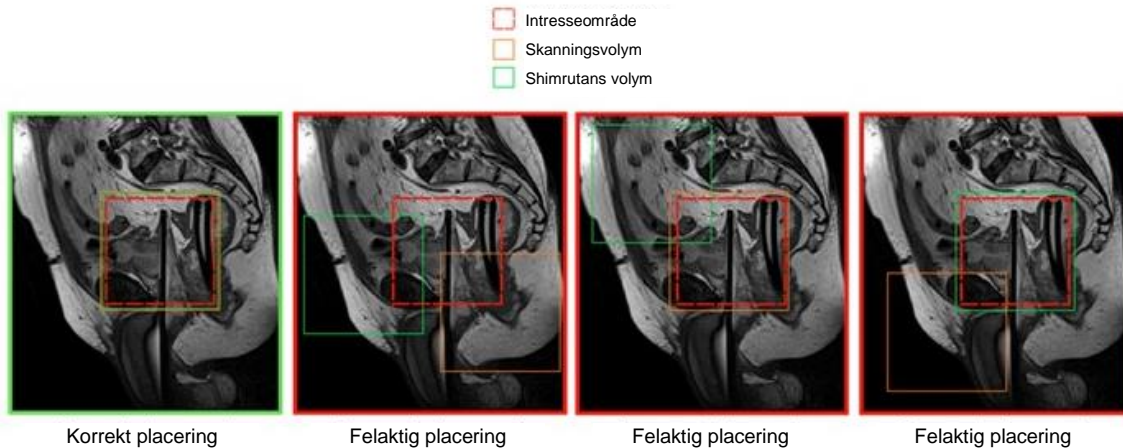 Intresseområde
Skanningsvolym
Shimrutans volym
Korrekt placering
Felaktig placering
Felaktig placering
Felaktig placering